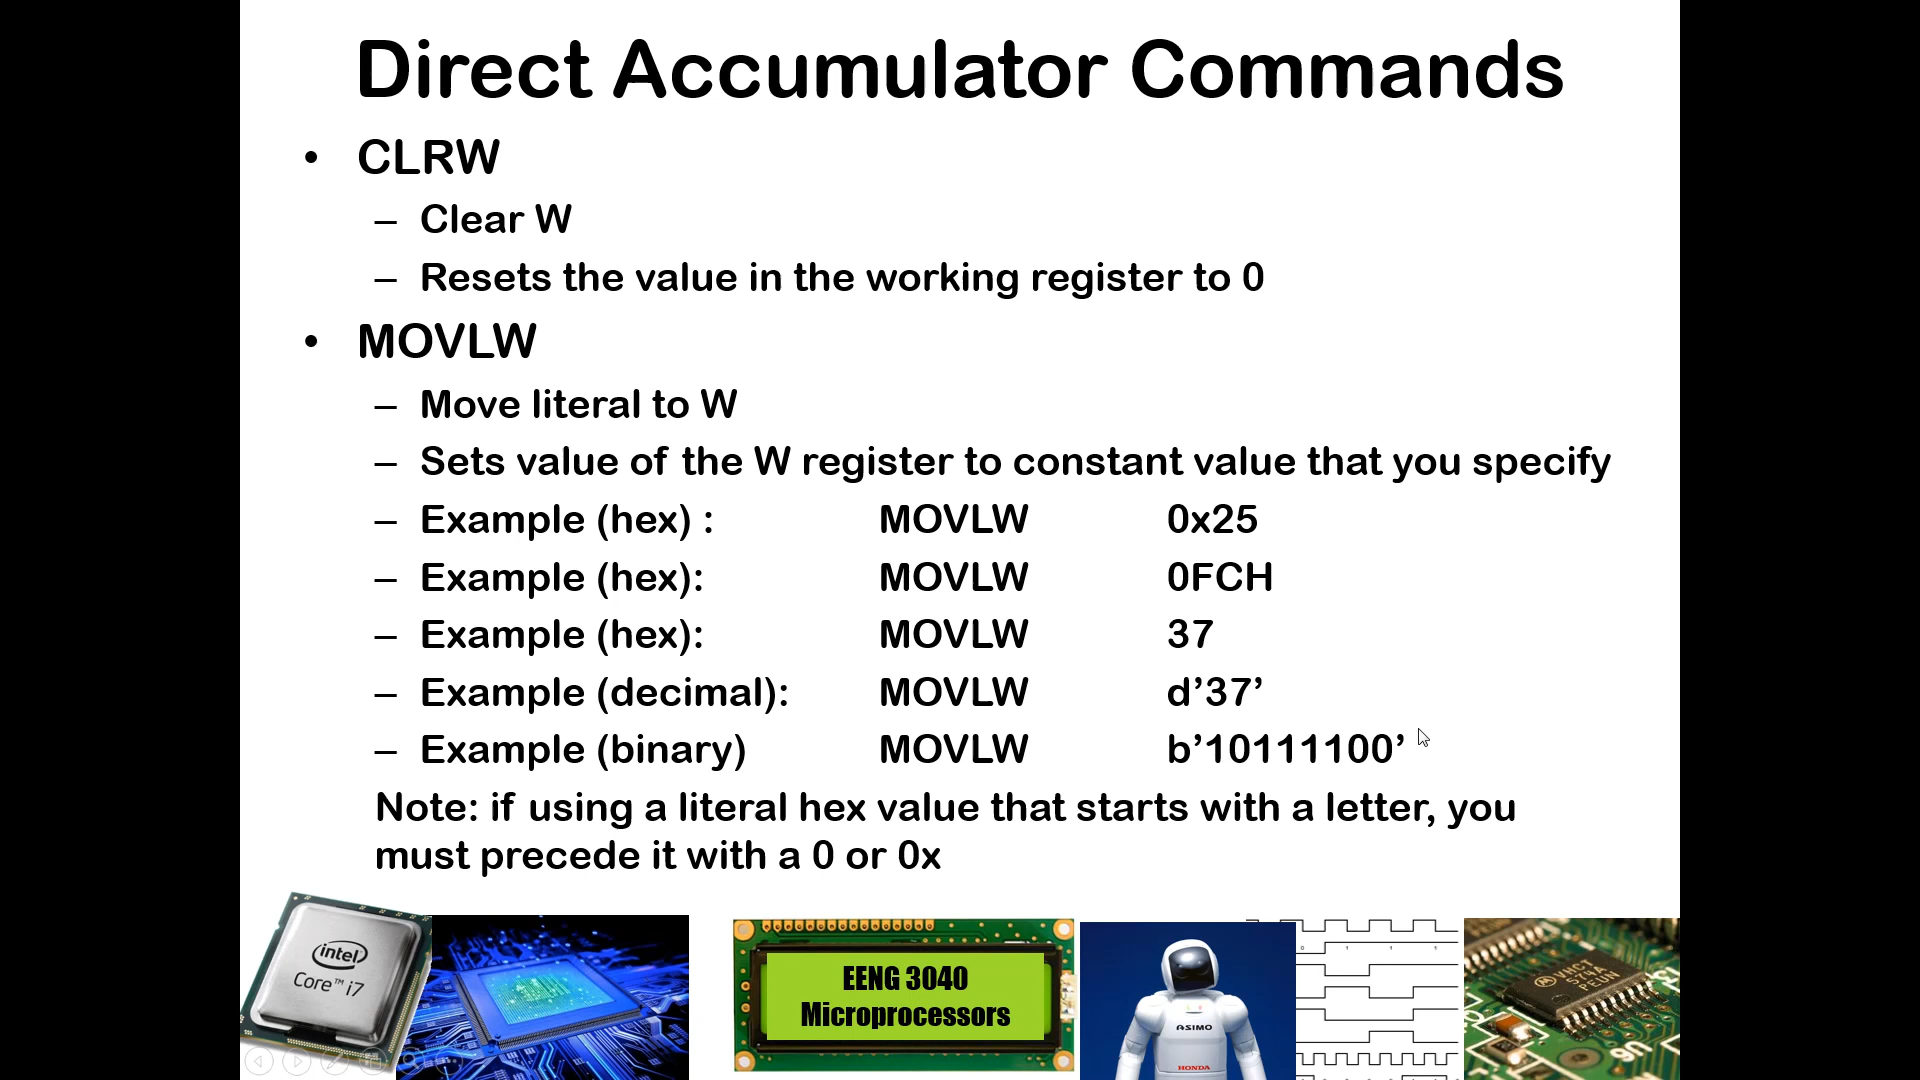 Direct Accumulator Commands
• CLRW
– Clear W
– Resets the value in the working register to 0
• MOVLW
– Move literal to W
– Sets value of the W register to constant value that you specify
– Example (hex) : MOVLW 0x25
– Example (hex): MOVLW 0FCH
– Example (hex): MOVLW 37
– Example (decimal): MOVLW d’37’
– Example (binary) MOVLW b’10111100’
Note: if using a literal hex value that starts with a letter, you
must precede it with a 0 or 0x
intel
Core™ i7
EENG 3040
Microprocessors
ASIMO
HONDA
VHCT
514A